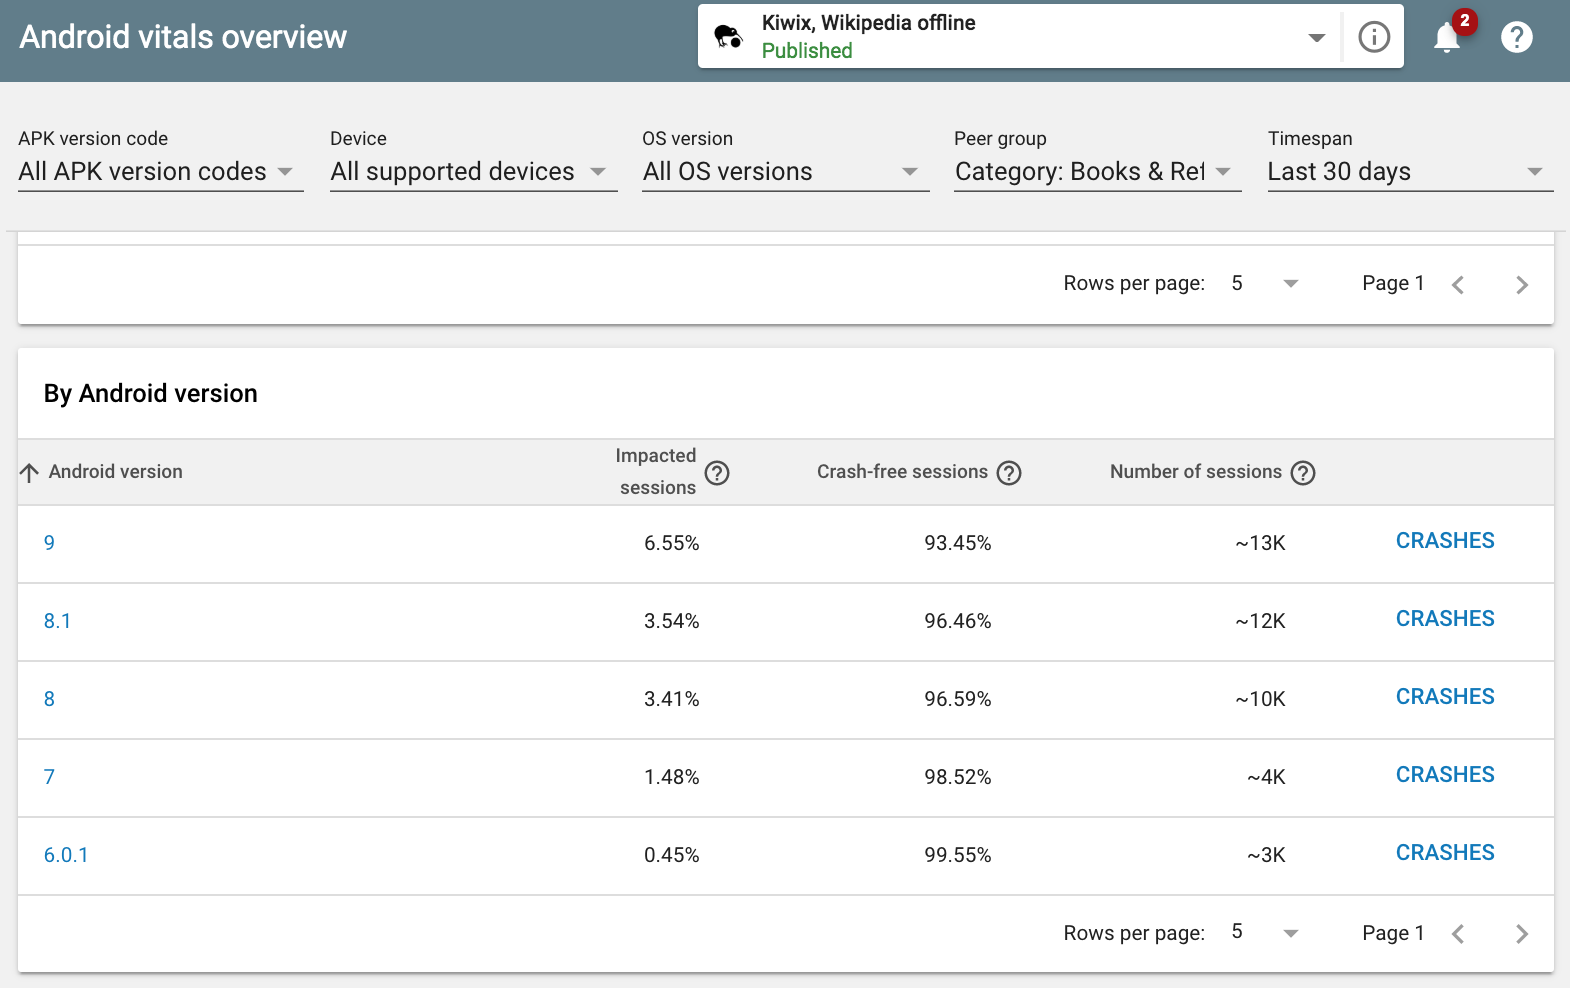 Android vitals overview
Kiwix, Wikipedia offline
Published
2
APK version code
All APK version codes
Device
All supported devices
OS version
All OS versions
Peer group
Category: Books & Ref
Timespan
Last 30 days
Rows per page: 5 Page 1
By Android version
Android version Impacted sessions ? Crash-free sessions ? Number of sessions ?
9 6.55% 93.45% ~13K CRASHES
8.1 3.54% 96.46% ~12K CRASHES
8 3.41% 96.59% ~10K CRASHES
7 1.48% 98.52% ~4K CRASHES
6.0.1 0.45% 99.55% ~3K CRASHES
Rows per page: 5 Page 1